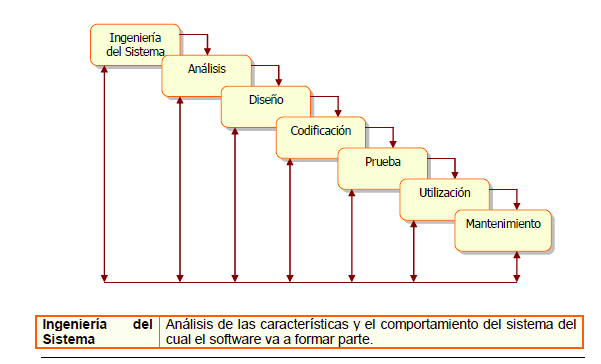 Ingeniería
del Sistema
Análisis
Diseño
Codificación
Prueba
Utilización
Mantenimiento
Ingeniería del
Sistema
Análisis de las características y el comportamiento del sistema del
cual el software va a formar parte.